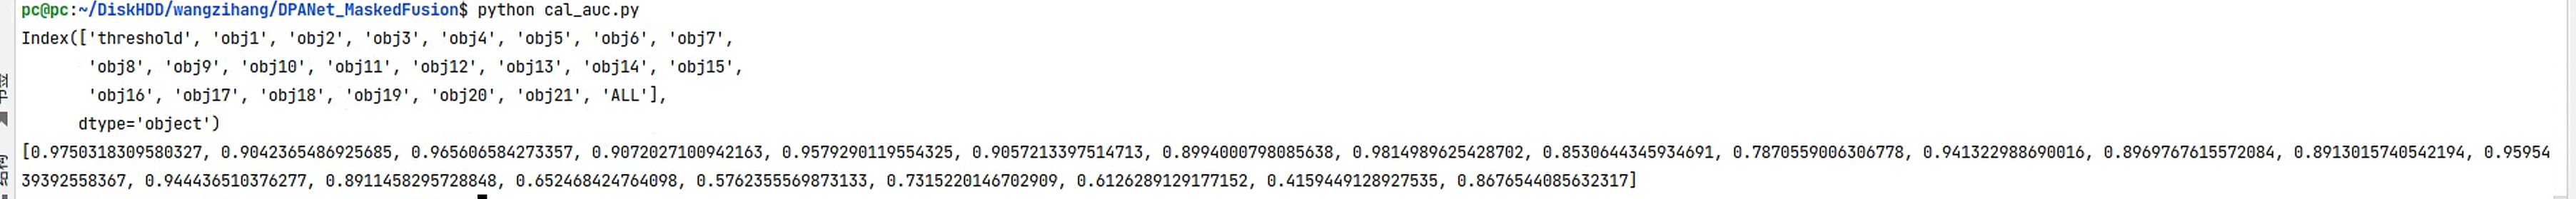 pc@pc:~/DiskHDD/wangzihang/DPANet_MaskedFusion$ python cal_auc.py
Index(['threshold', 'obj1', 'obj2', 'obj3', 'obj4', 'obj5', 'obj6', 'obj7',
'obj8', 'obj9', 'obj10', 'obj11', 'obj12', 'obj13', 'obj14', 'obj15',
'obj16', 'obj17', 'obj18', 'obj19', 'obj20', 'obj21', 'ALL'],
dtype='object')
[0.9750318309580327, 0.9042365486925685, 0.965606584273357, 0.9072027100942163, 0.9579290119554325, 0.9057213397514713, 0.8994000798085638, 0.9814989625428702, 0.8530644345934691, 0.7870559006306778, 0.941322988690016, 0.8969767615572084, 0.8913015740542194, 0.95954
39392558367, 0.944436510376277, 0.8911458295728848, 0.652468424764098, 0.5762355569873133, 0.7315220146702909, 0.6126289129177152, 0.4159449128927535, 0.8676544085632317]
结构